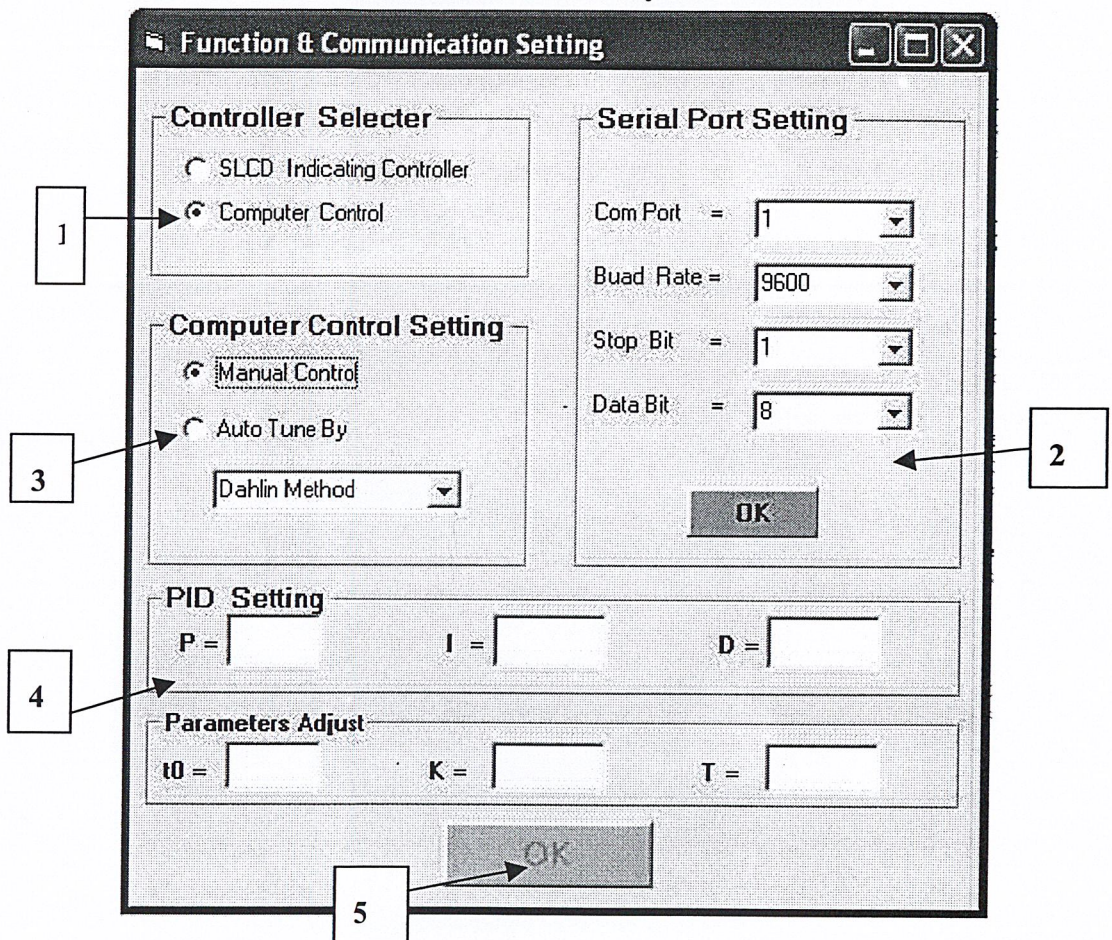 Function & Communication Setting
Controller Selecter
SLCD Indicating Controller
1
Computer Control
Serial Port Setting
Com Port = 1
Buad Rate = 9600
Stop Bit = 1
Data Bit = 8
2
OK
Computer Control Setting
Manual Control
Auto Tune By
3
Dahlin Method
PID Setting
P =
I =
D =
4
Parameters Adjust
t0 =
K =
T =
OK
5